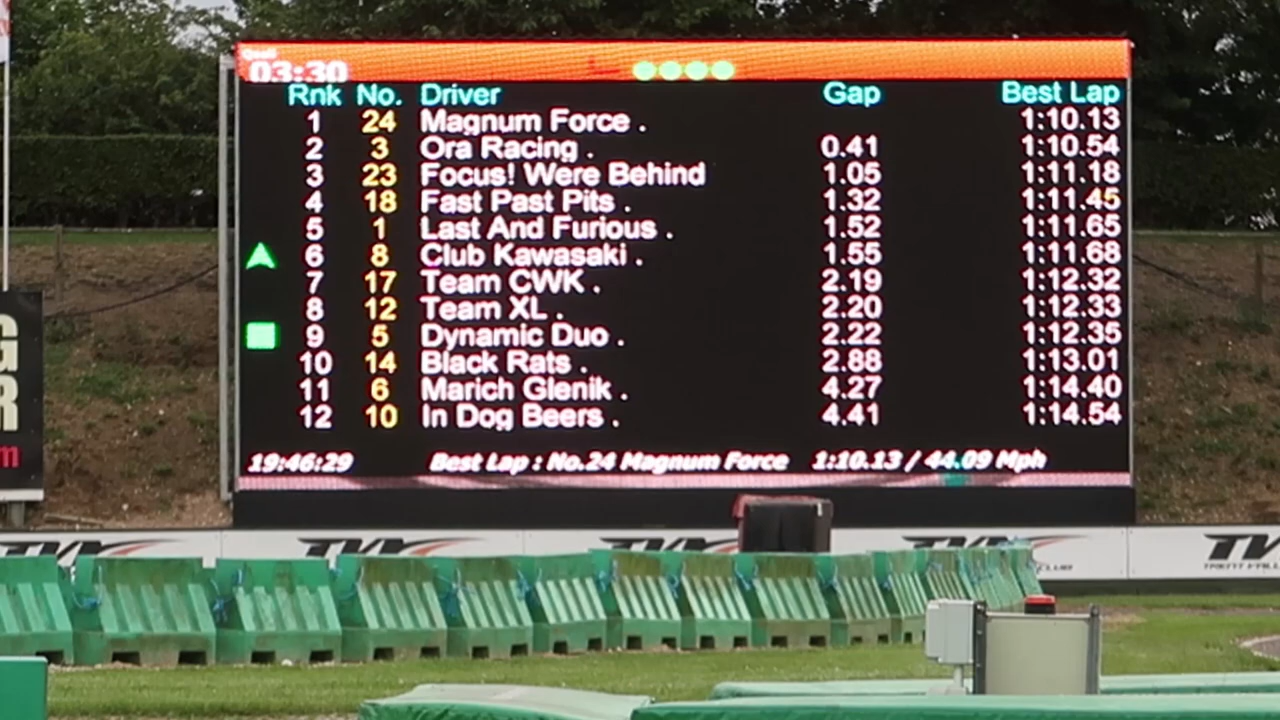 Quali
03:30
Rnk No. Driver Gap Best Lap
1 24 Magnum Force . 1:10.13
2 3 Ora Racing . 0.41 1:10.54
3 23 Focus! Were Behind 1.05 1:11.18
4 18 Fast Past Pits . 1.32 1:11.45
5 1 Last And Furious . 1.52 1:11.65
6 8 Club Kawasaki . 1.55 1:11.68
7 17 Team CWK . 2.19 1:12.32
8 12 Team XL . 2.20 1:12.33
9 5 Dynamic Duo . 2.22 1:12.35
10 14 Black Rats . 2.88 1:13.01
11 6 Marich Glenik . 4.27 1:14.40
12 10 In Dog Beers . 4.41 1:14.54
19:46:29 Best Lap : No.24 Magnum Force 1:10.13 / 44.09 Mph
G
R
m